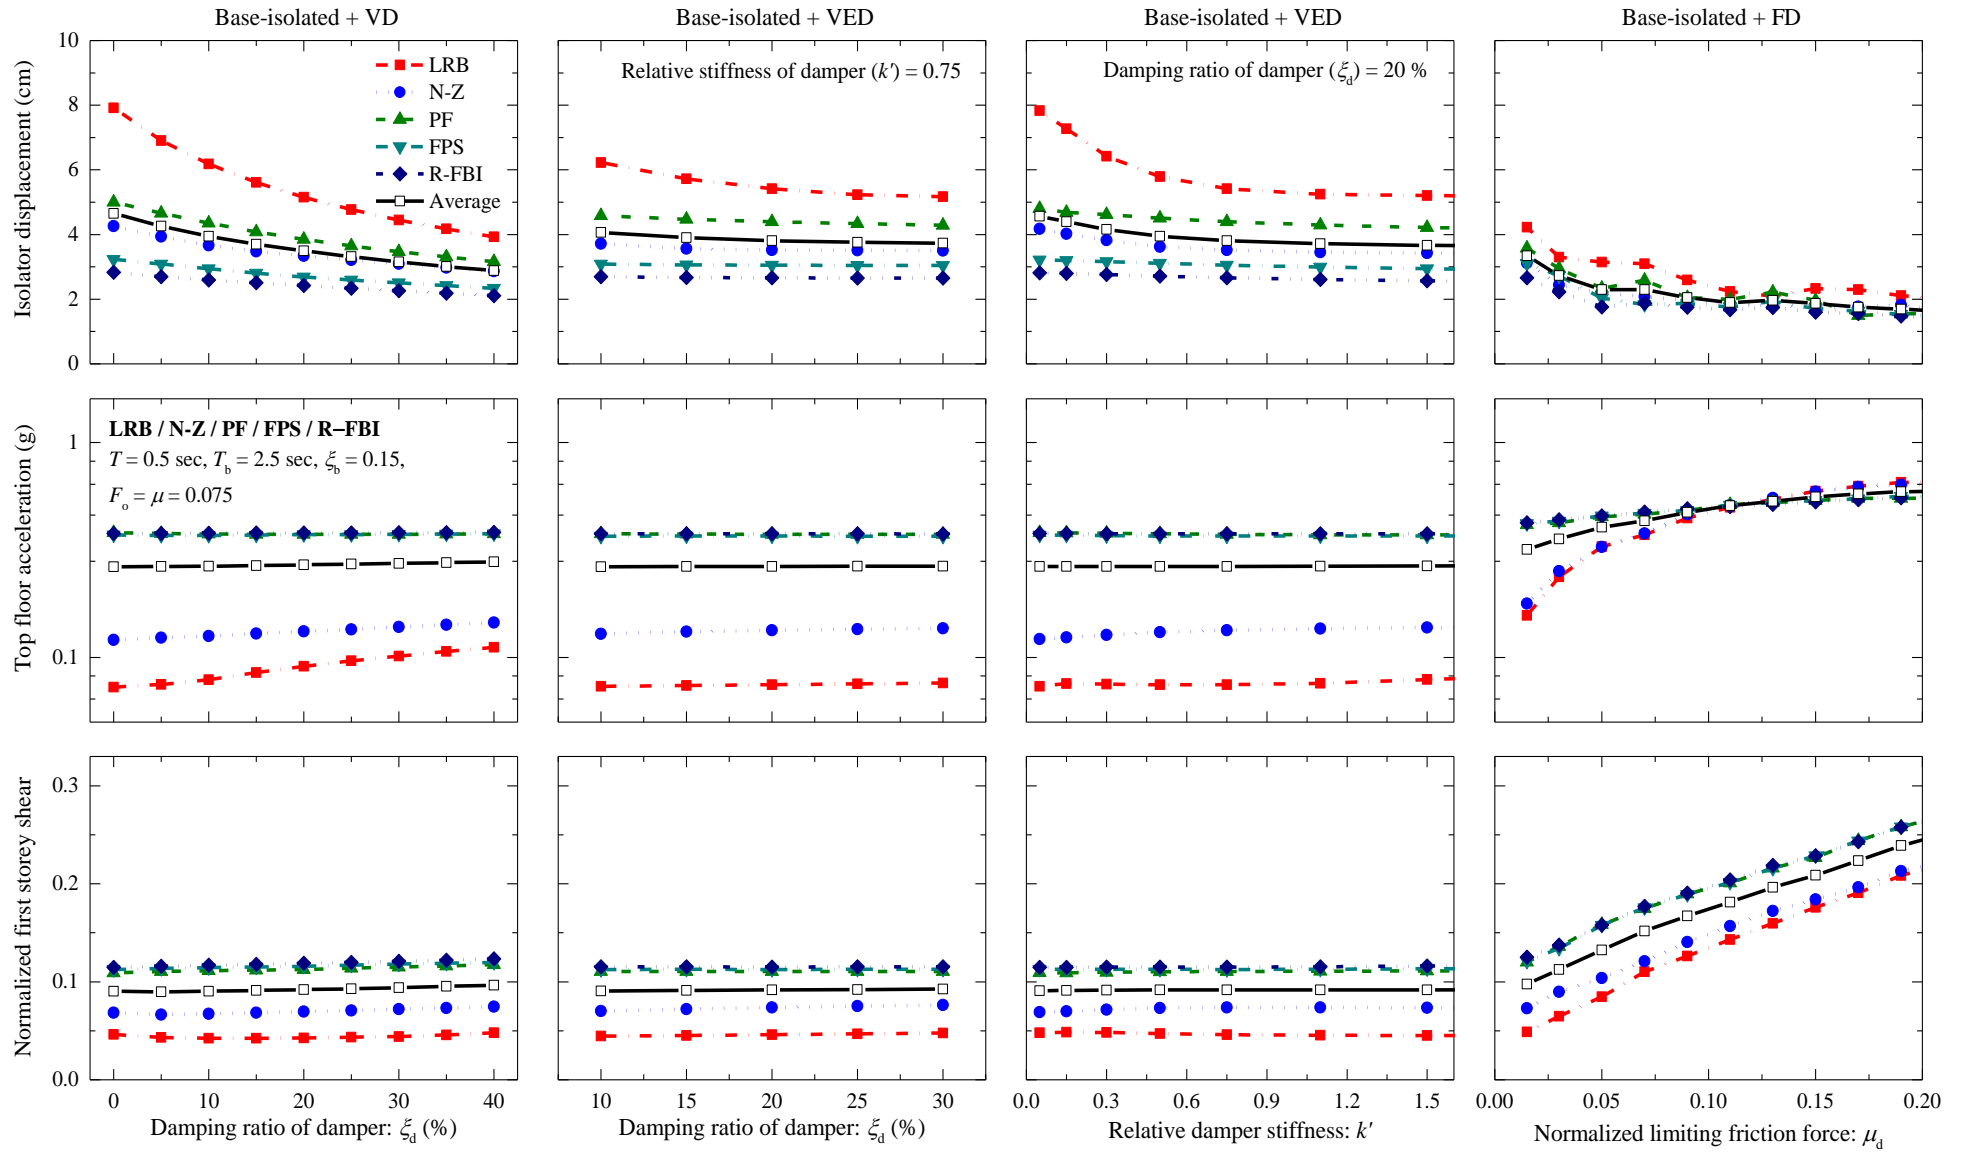 Base-isolated + VD
Base-isolated + VED
Base-isolated + VED
Base-isolated + FD
Isolator displacement (cm)
10
8
6
4
2
0
LRB
N-Z
PF
FPS
R-FBI
Average
Relative stiffness of damper (k′) = 0.75
Damping ratio of damper (ξd) = 20 %
Top floor acceleration (g)
1
0.1
LRB / N-Z / PF / FPS / R–FBI
T = 0.5 sec, Tb = 2.5 sec, ξb = 0.15,
Fo = μ = 0.075
Normalized first storey shear
0.3
0.2
0.1
0.0
0 10 20 30 40
10 15 20 25 30
0.0 0.3 0.6 0.9 1.2 1.5
0.00 0.05 0.10 0.15 0.20
Damping ratio of damper: ξd (%)
Damping ratio of damper: ξd (%)
Relative damper stiffness: k′
Normalized limiting friction force: μd